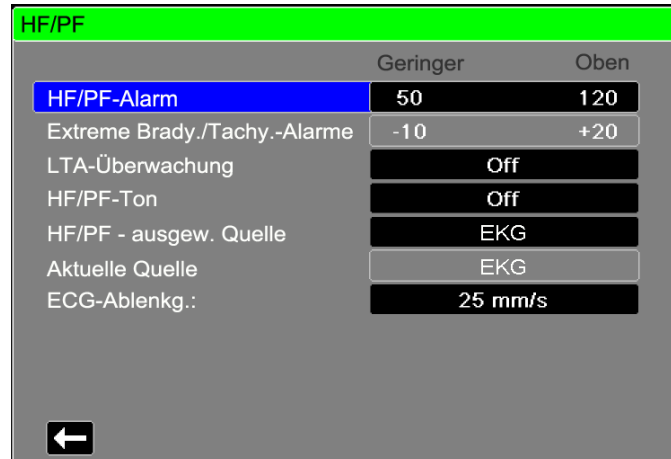 HF/PF
Geringer Oben
HF/PF-Alarm 50 120
Extreme Brady./Tachy.-Alarme -10 +20
LTA-Überwachung Off
HF/PF-Ton Off
HF/PF - ausgew. Quelle EKG
Aktuelle Quelle EKG
ECG-Ablenkg.: 25 mm/s